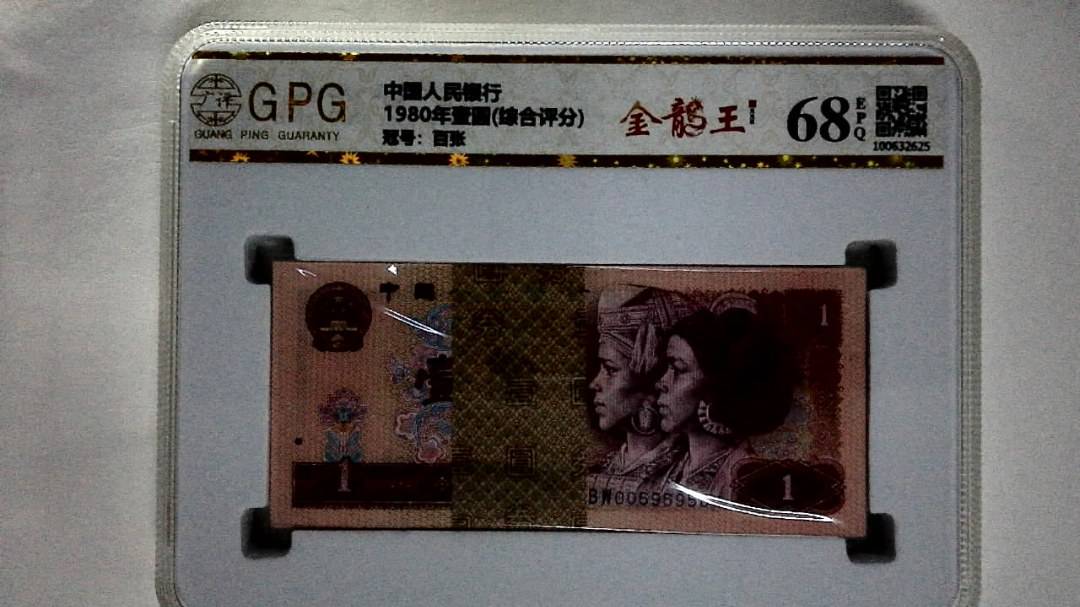 GPG
GUANG PING GUARANTY
中国人民银行
1980年壹圆(综合评分)
冠号：百张
金龍王
68
EPQ
100632625
1
1
1